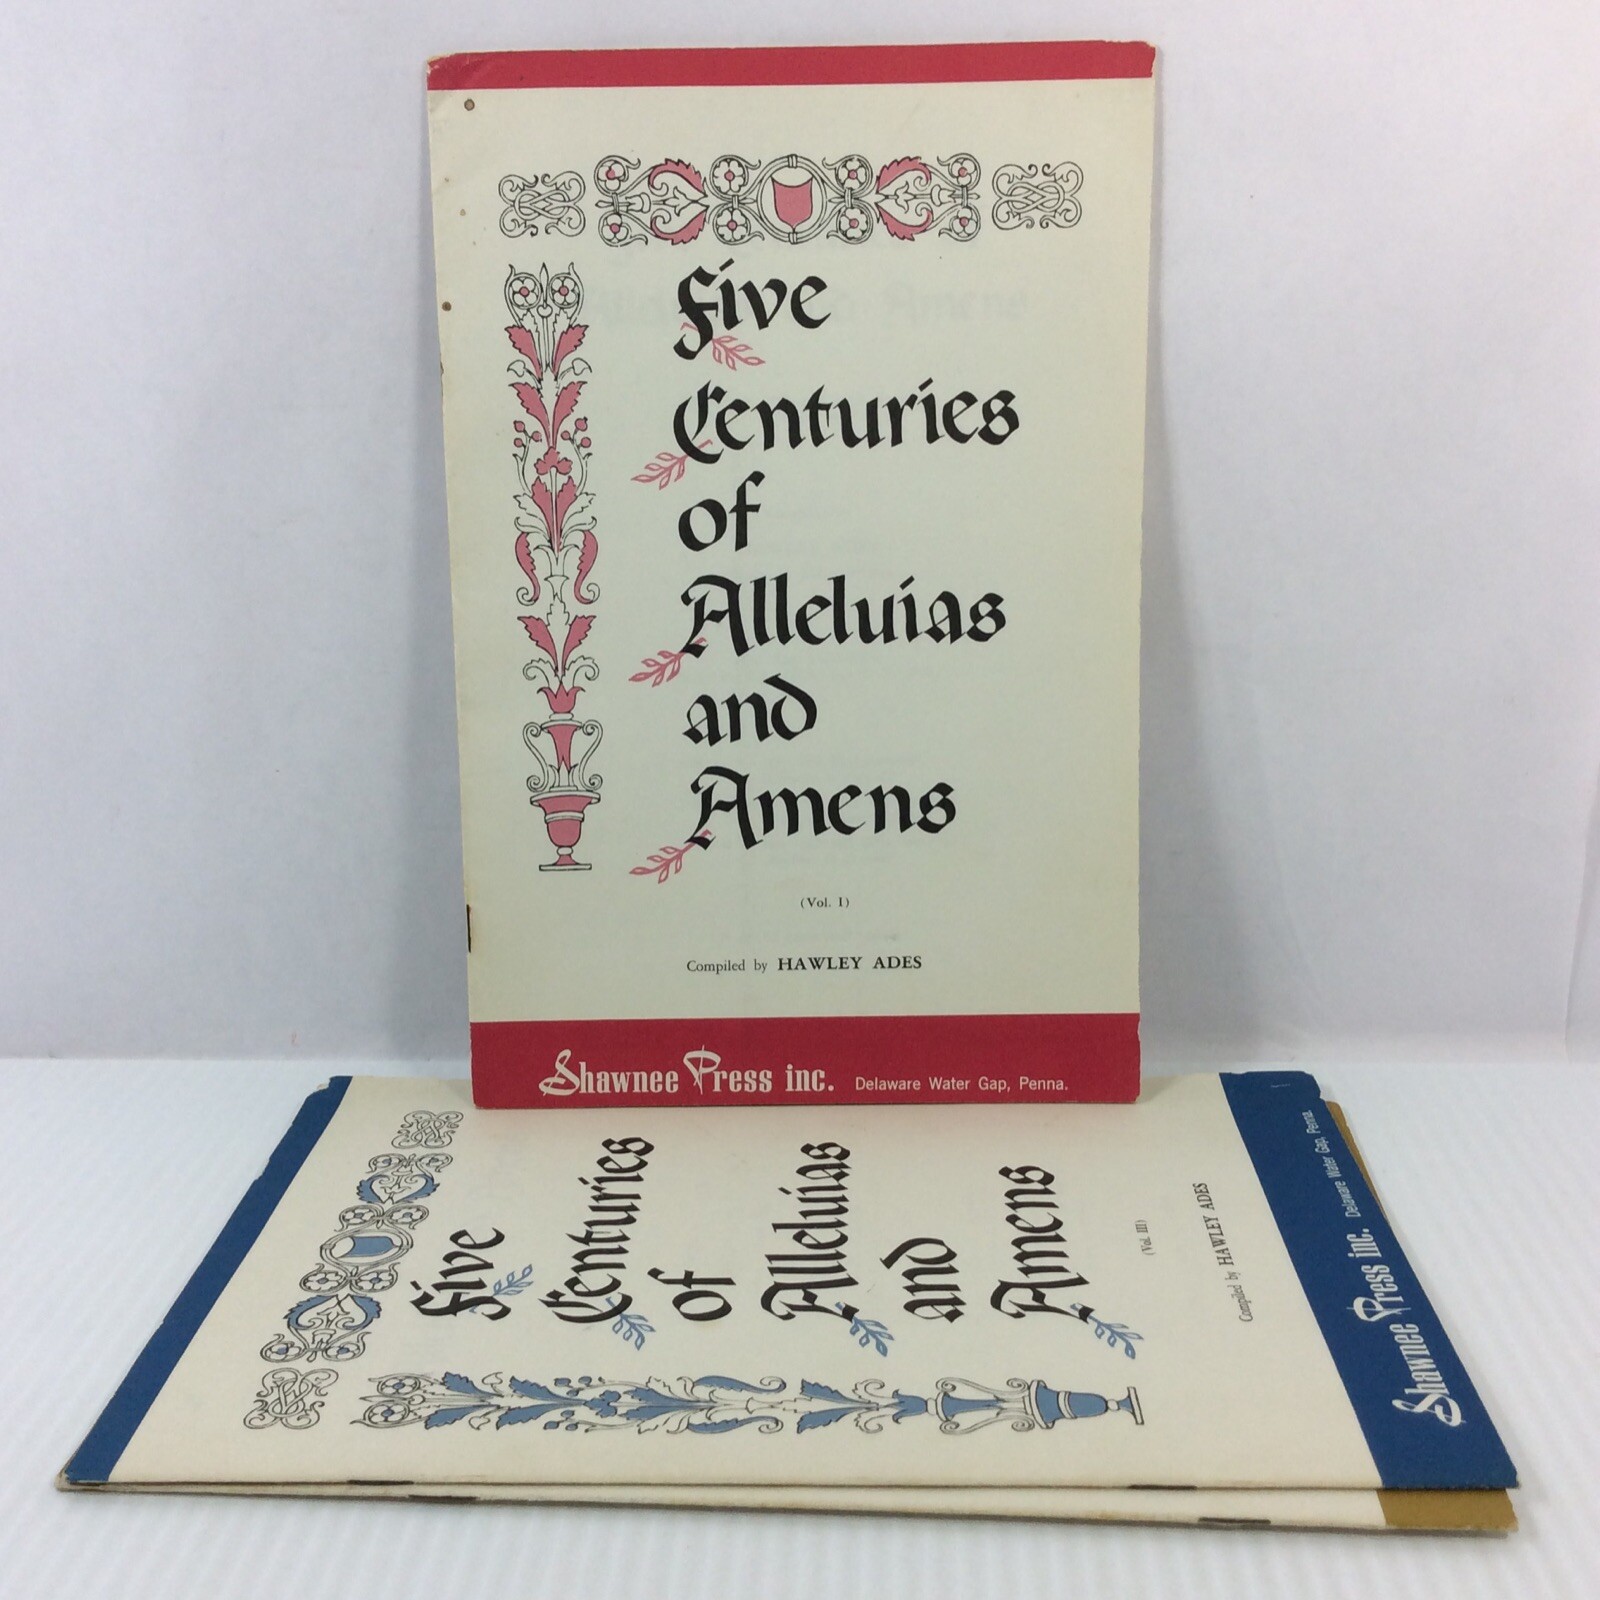 Five
Centuries
of
Alleluias
and
Amens
(Vol. I)
Compiled by HAWLEY ADES
Shawnee Press inc. Delaware Water Gap, Penna.
Five
Centuries
of
Alleluias
and
Amens
(Vol. III)
Compiled by HAWLEY ADES
Shawnee Press inc. Delaware Water Gap, Penna.